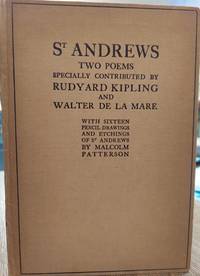 ST ANDREWS
TWO POEMS
SPECIALLY CONTRIBUTED BY
RUDYARD KIPLING
AND
WALTER DE LA MARE
WITH SIXTEEN
PENCIL DRAWINGS
AND ETCHINGS
OF ST ANDREWS
BY MALCOLM
PATTERSON